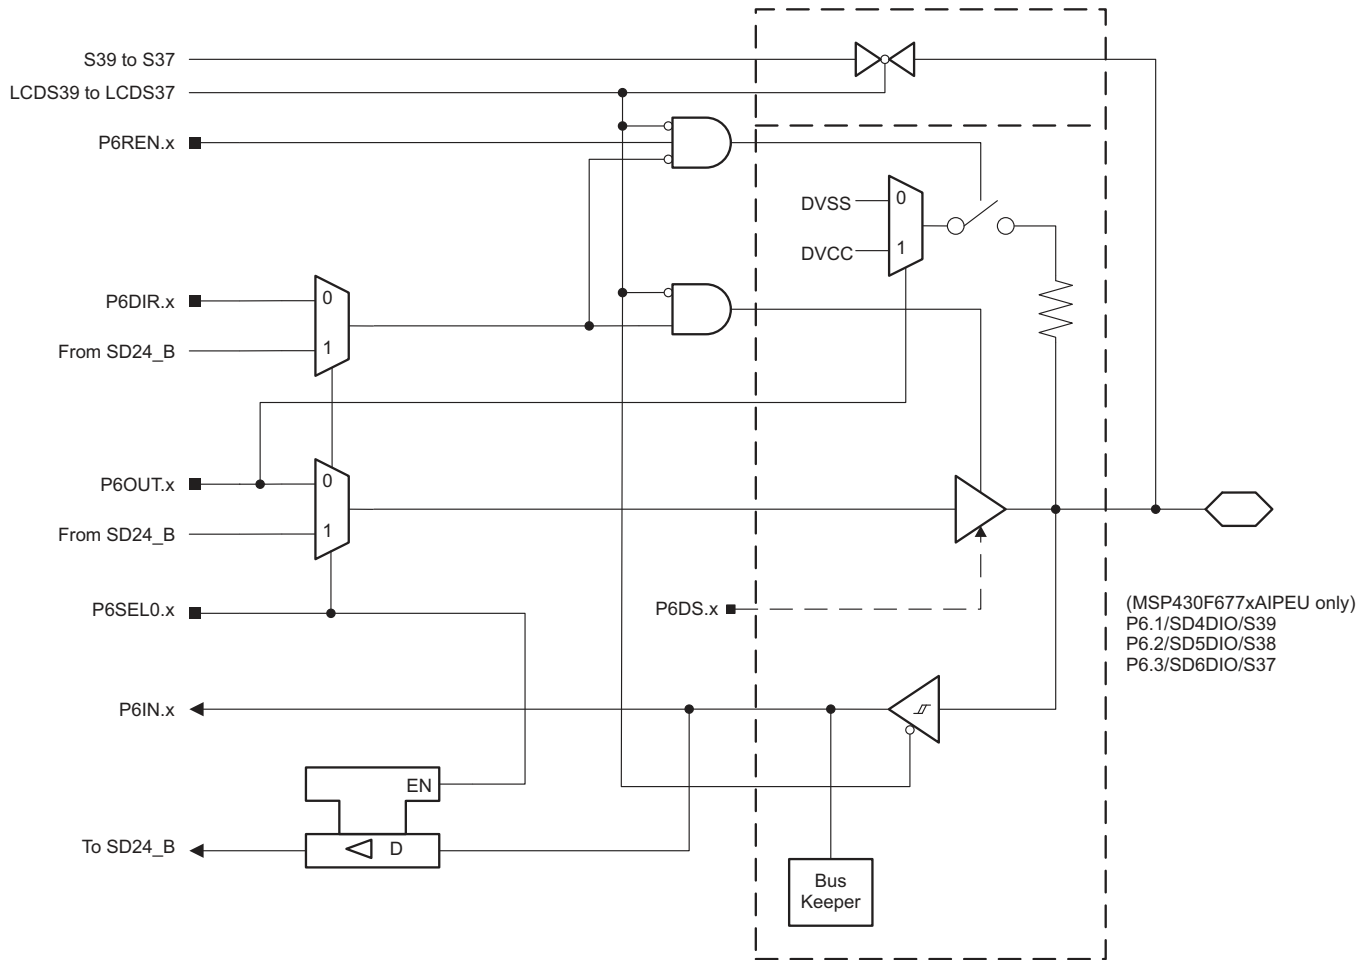 S39 to S37
LCDS39 to LCDS37
P6REN.x
DVSS
0
DVCC
1
P6DIR.x
0
From SD24_B
1
P6OUT.x
0
From SD24_B
1
P6SEL0.x
P6DS.x
(MSP430F677xAIPEU only)
P6.1/SD4DIO/S39
P6.2/SD5DIO/S38
P6.3/SD6DIO/S37
P6IN.x
EN
To SD24_B
D
Bus
Keeper